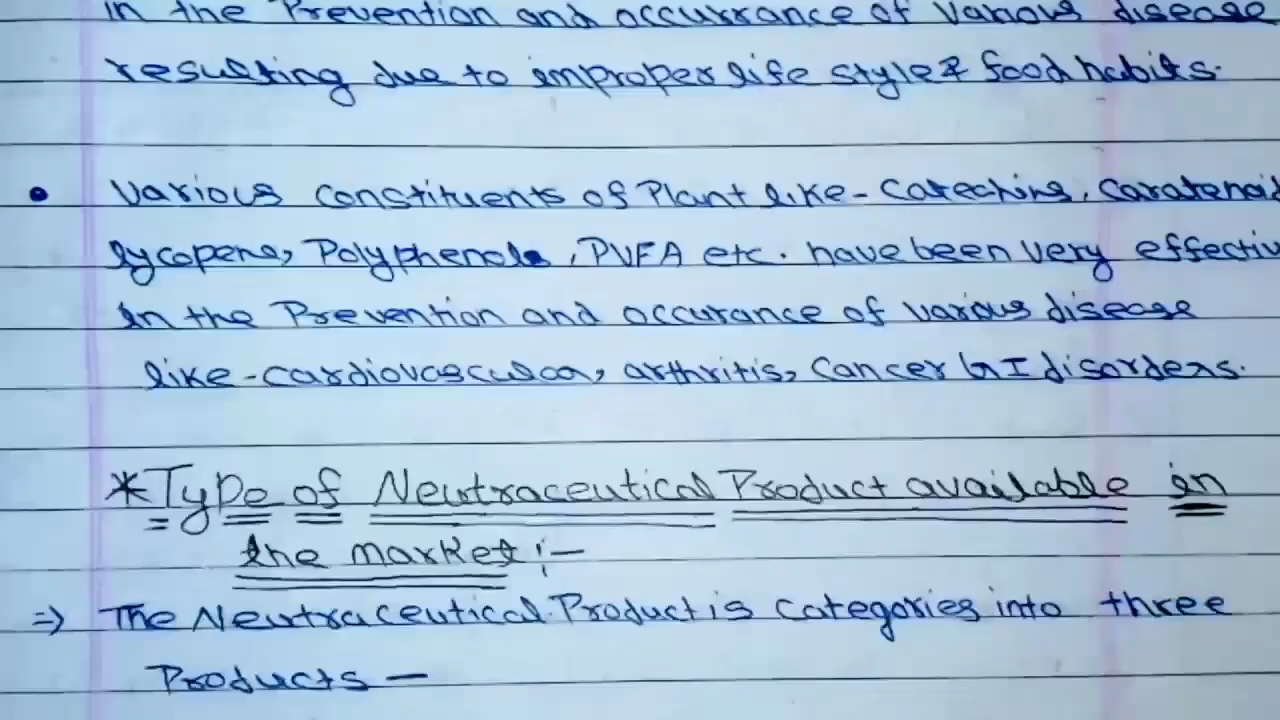 in the Prevention and occurrance of various disease
resulting due to improper life style & food habits.
• Various constituents of Plant like - Catechins, Caratenoid
lycopene, Polyphenols, PUFA etc. have been very effectiv
in the Prevention and occurance of various disease
like - cardiovascular, arthritis, Cancer GI disorders.
*Type of Neutraceutical Product available in
the market :-
⇒ The Neutraceutical Product is categories into three
Products —